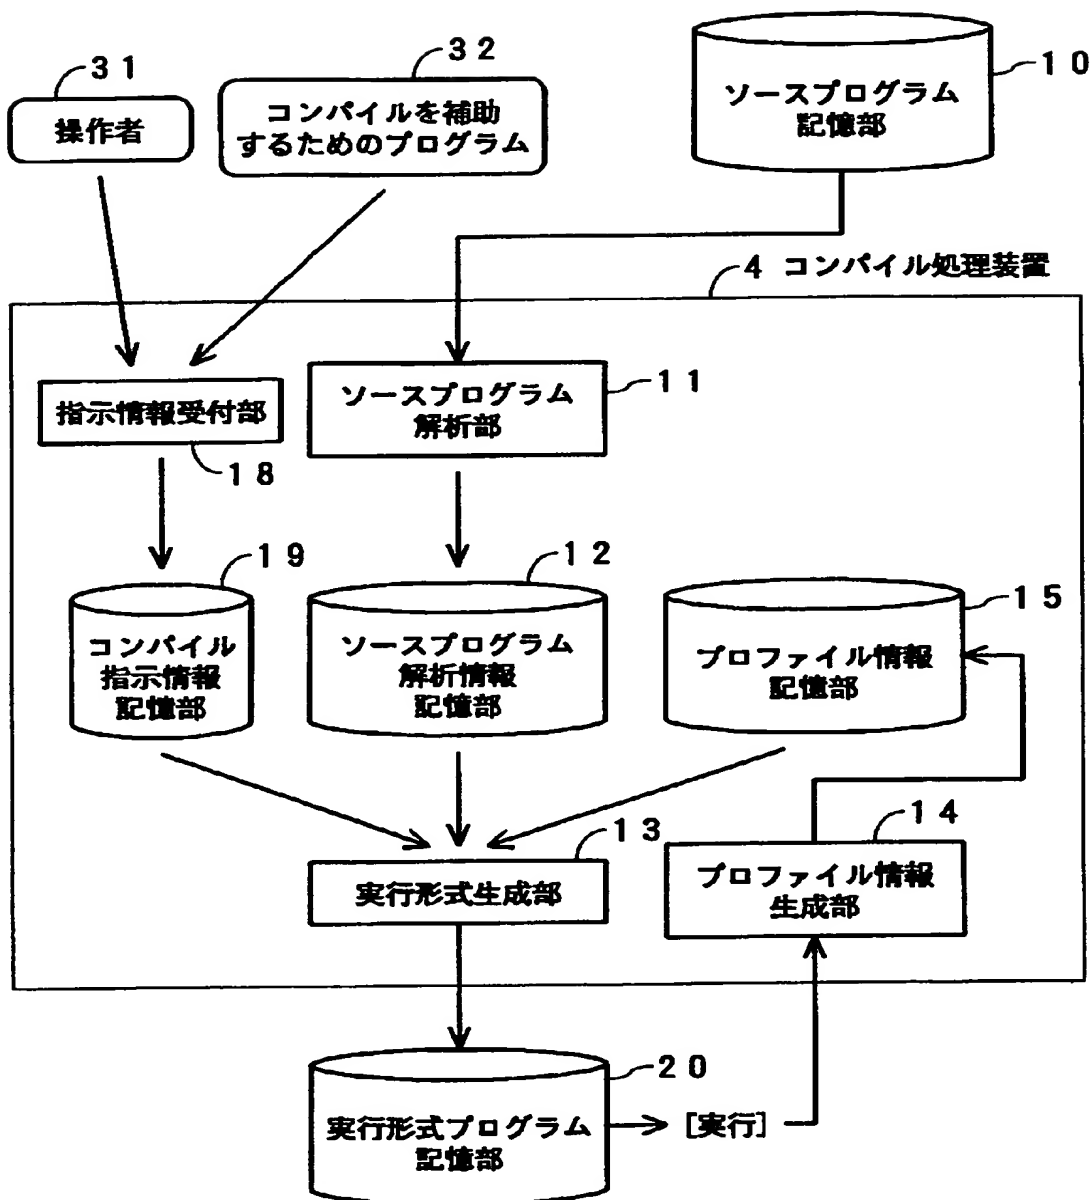 31
操作者
32
コンパイルを補助
するためのプログラム
10
ソースプログラム
記憶部
4 コンパイル処理装置
指示情報受付部
18
11
ソースプログラム
解析部
19
コンパイル
指示情報
記憶部
12
ソースプログラム
解析情報
記憶部
15
プロファイル情報
記憶部
13
実行形式生成部
14
プロファイル情報
生成部
20
実行形式プログラム
記憶部
[実行]